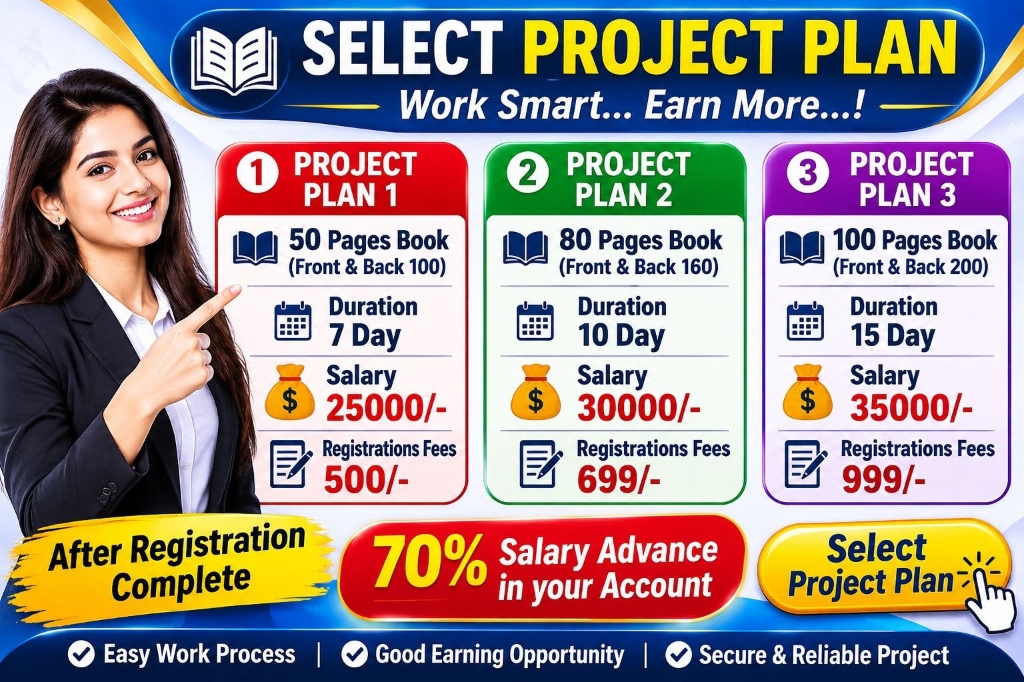 SELECT PROJECT PLAN
Work Smart... Earn More...!
1 PROJECT
PLAN 1
50 Pages Book
(Front & Back 100)
Duration
7 Day
$
Salary
25000/-
Registrations Fees
500/-
2 PROJECT
PLAN 2
80 Pages Book
(Front & Back 160)
Duration
10 Day
$
Salary
30000/-
Registrations Fees
699/-
3 PROJECT
PLAN 3
100 Pages Book
(Front & Back 200)
Duration
15 Day
$
Salary
35000/-
Registrations Fees
999/-
After Registration
Complete
70% Salary Advance
in your Account
Select
Project Plan
Easy Work Process | Good Earning Opportunity | Secure & Reliable Project